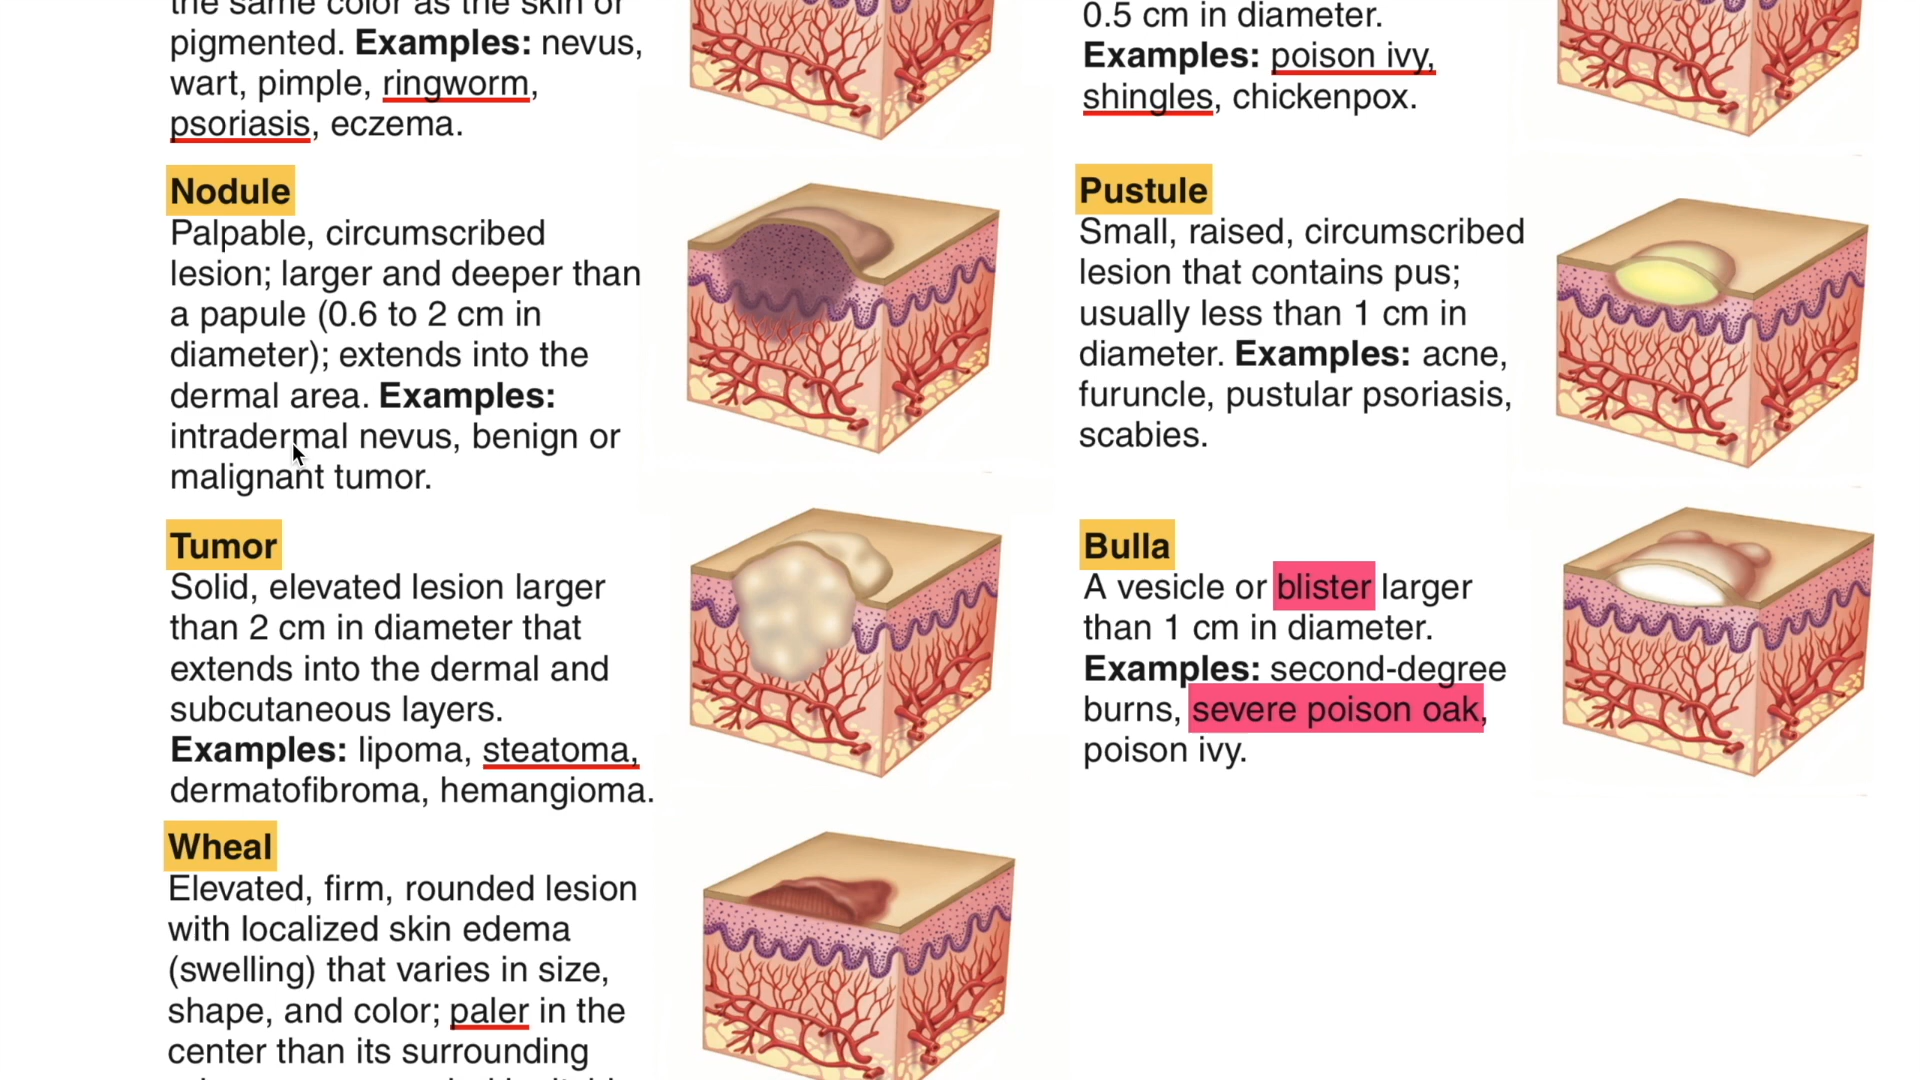 the same color as the skin or
pigmented. Examples: nevus,
wart, pimple, ringworm,
psoriasis, eczema.
Nodule
Palpable, circumscribed
lesion; larger and deeper than
a papule (0.6 to 2 cm in
diameter); extends into the
dermal area. Examples:
intradermal nevus, benign or
malignant tumor.
Tumor
Solid, elevated lesion larger
than 2 cm in diameter that
extends into the dermal and
subcutaneous layers.
Examples: lipoma, steatoma,
dermatofibroma, hemangioma.
Wheal
Elevated, firm, rounded lesion
with localized skin edema
(swelling) that varies in size,
shape, and color; paler in the
center than its surrounding
0.5 cm in diameter.
Examples: poison ivy,
shingles, chickenpox.
Pustule
Small, raised, circumscribed
lesion that contains pus;
usually less than 1 cm in
diameter. Examples: acne,
furuncle, pustular psoriasis,
scabies.
Bulla
A vesicle or blister larger
than 1 cm in diameter.
Examples: second-degree
burns, severe poison oak,
poison ivy.